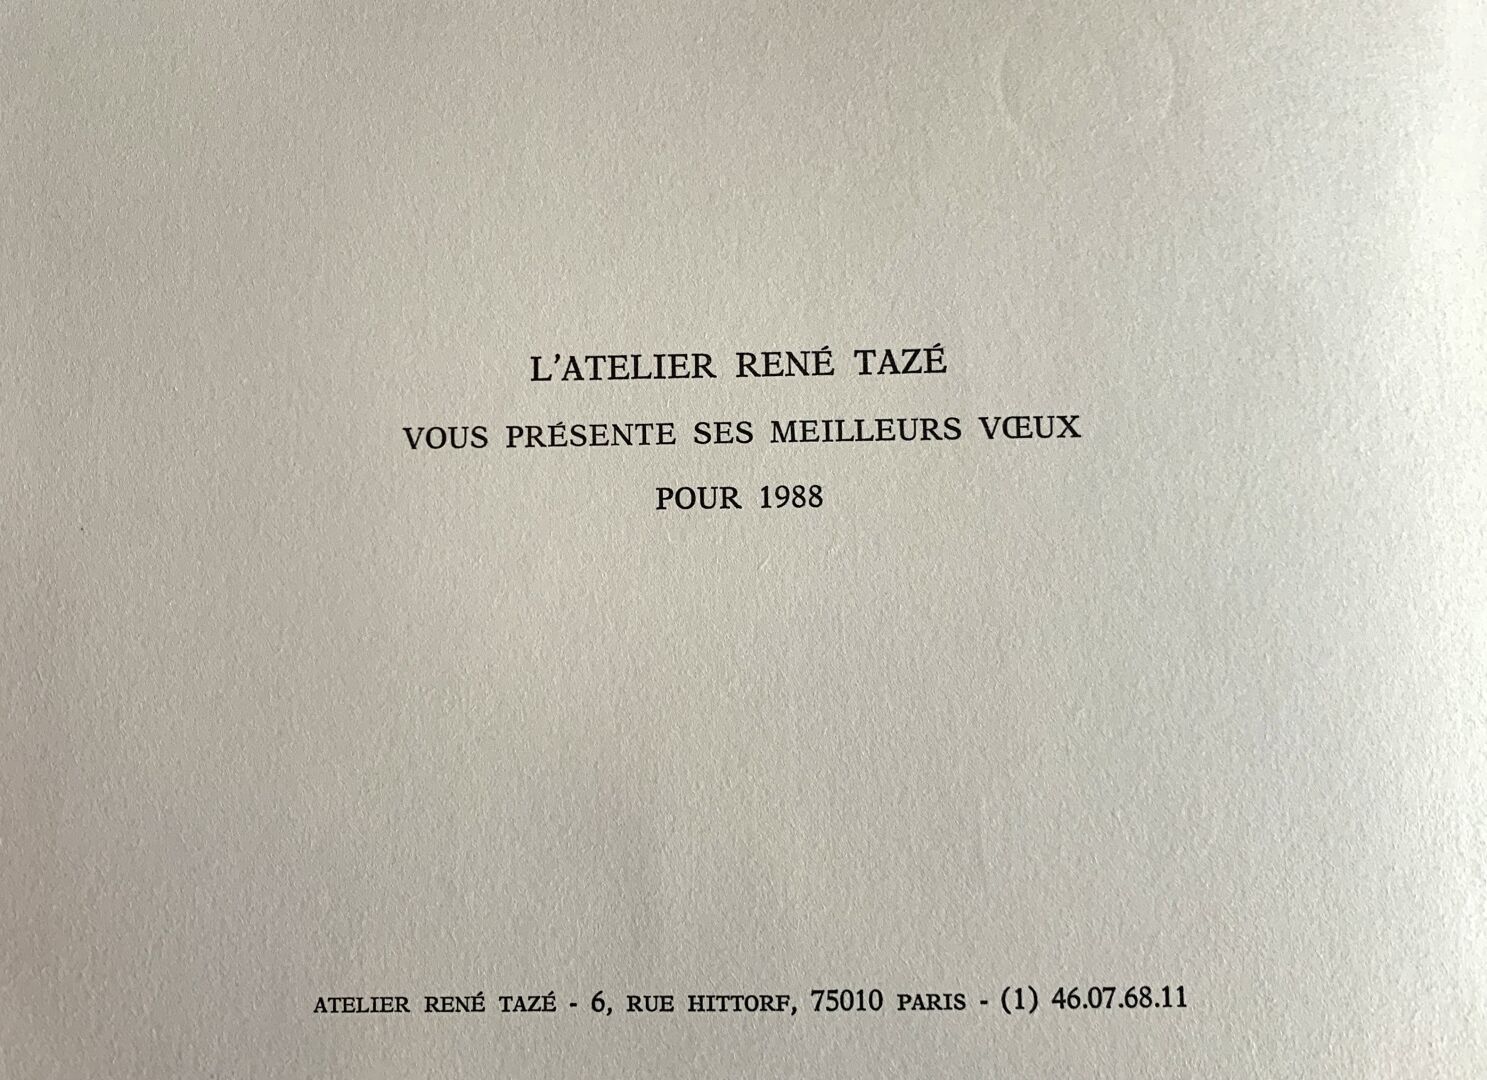 L'ATELIER RENÉ TAZÉ
VOUS PRÉSENTE SES MEILLEURS VŒUX
POUR 1988
ATELIER RENÉ TAZÉ - 6, RUE HITTORF, 75010 PARIS - (1) 46.07.68.11